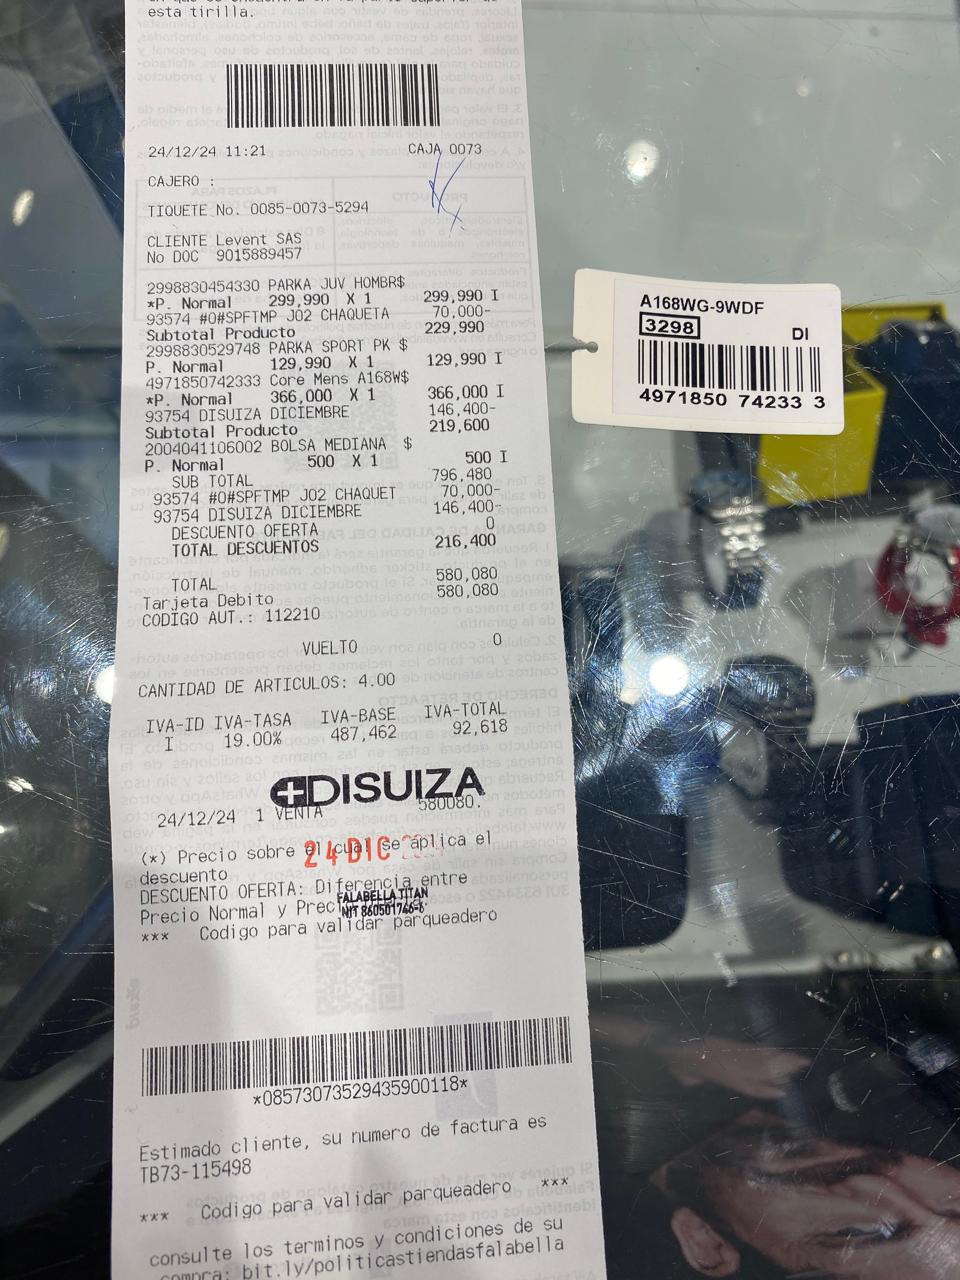 esta tirilla.
24/12/24 11:21 CAJA 0073
CAJERO :
TIQUETE No. 0085-0073-5294
CLIENTE Levent SAS
No DOC 9015889457
2998830454330 PARKA JUV HOMBR$
*P. Normal 299,990 X 1 299,990 I
93574 #0#SPFTMP J02 CHAQUETA 70,000-
Subtotal Producto 229,990
2998830529748 PARKA SPORT PK $
P. Normal 129,990 X 1 129,990 I
4971850742333 Core Mens A168W$
*P. Normal 366,000 X 1 366,000 I
93754 DISUIZA DICIEMBRE 146,400-
Subtotal Producto 219,600
2004041106002 BOLSA MEDIANA $
P. Normal 500 X 1 500 I
SUB TOTAL 796,480
93574 #0#SPFTMP J02 CHAQUET 70,000-
93754 DISUIZA DICIEMBRE 146,400-
DESCUENTO OFERTA 0
TOTAL DESCUENTOS 216,400
TOTAL 580,080
Tarjeta Debito 580,080
CODIGO AUT.: 112210
VUELTO 0
CANTIDAD DE ARTICULOS: 4.00
IVA-ID IVA-TASA IVA-BASE IVA-TOTAL
I 19.00% 487,462 92,618
DISUIZA
24/12/24 1 VENTA 580080.
(*) Precio sobre el cual se aplica el
24 DIC
descuento
DESCUENTO OFERTA: Diferencia entre
FALABELLA TITAN
Precio Normal y Prec
NIT 860501766-6
*** Codigo para validar parqueadero
*08573073529435900118*
Estimado cliente, su numero de factura es
TB73-115498
*** Codigo para validar parqueadero ***
consulte los terminos y condiciones de su
compra: bit.ly/politicastiendasfalabella
A168WG-9WDF
3298 DI
4971850 74233 3